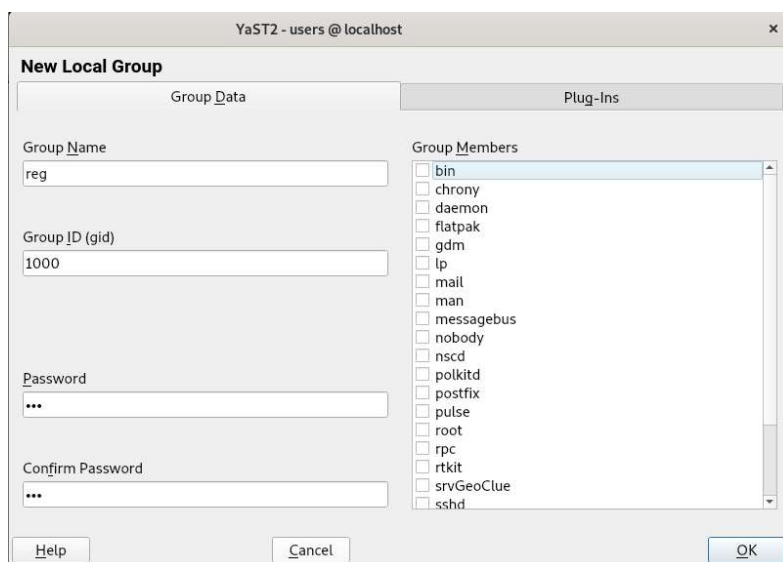 YaST2 - users @ localhost
New Local Group
Group Data
Plug-Ins
Group Name
reg
Group ID (gid)
1000
Password
•••
Confirm Password
•••
Group Members
bin
chrony
daemon
flatpak
gdm
lp
mail
man
messagebus
nobody
nscd
polkitd
postfix
pulse
root
rpc
rtkit
srvGeoClue
sshd
Help
Cancel
OK